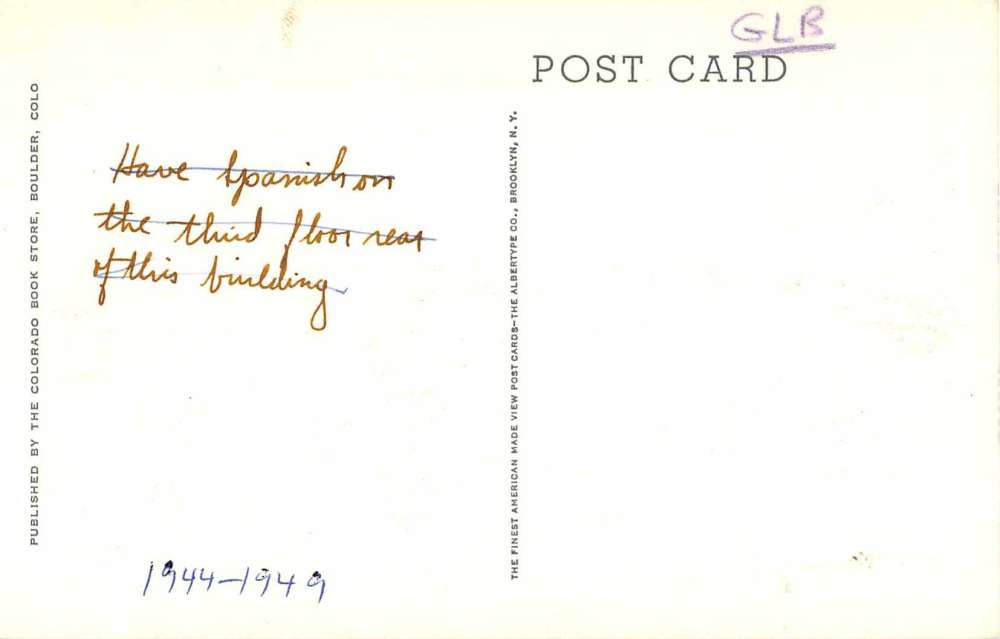 GLB
POST CARD
PUBLISHED BY THE COLORADO BOOK STORE, BOULDER, COLO
Have Spanish on
the third floor rear
of this building
1944-1949
THE FINEST AMERICAN MADE VIEW POST CARDS—THE ALBERTYPE CO., BROOKLYN, N. Y.